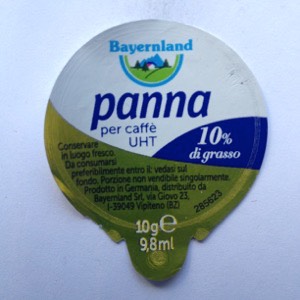 Bayernland
panna
per caffè
UHT
10%
di grasso
Conservare
in luogo fresco.
Da consumarsi
preferibilmente entro il: vedasi sul
fondo, Porzione non vendibile singolarmente.
Prodotto in Germania, distribuito da
Bayernland Srl, via Giovo 23,
I-39049 Vipiteno (BZ)
285623
10g e
9,8ml